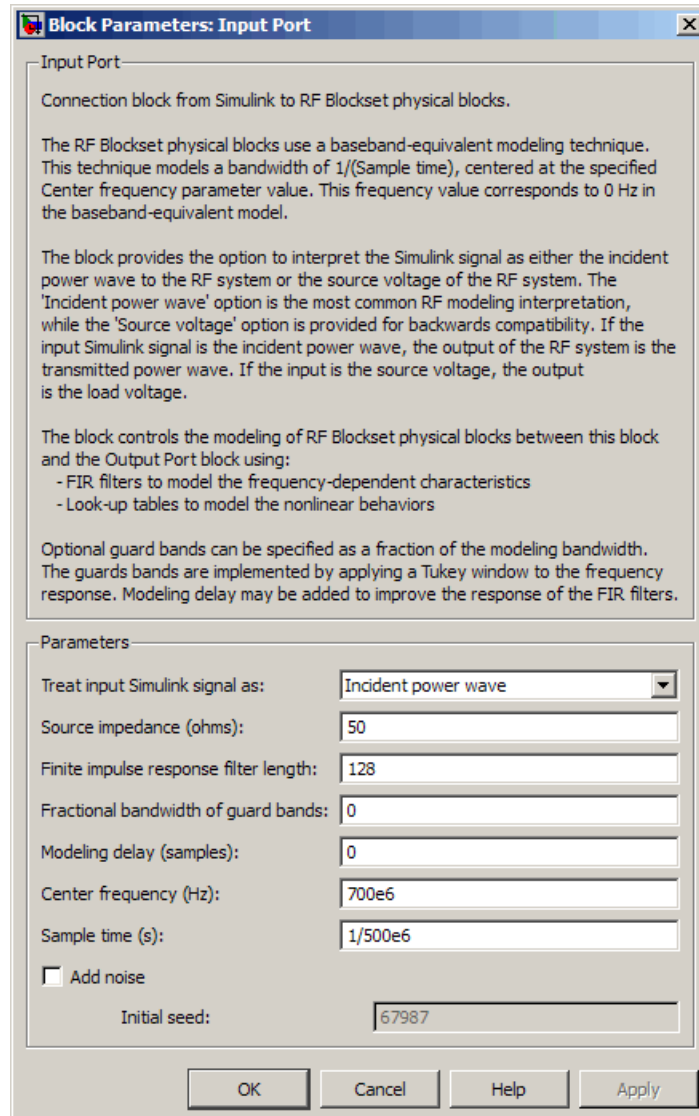 Block Parameters: Input Port
Input Port
Connection block from Simulink to RF Blockset physical blocks.
The RF Blockset physical blocks use a baseband-equivalent modeling technique.
This technique models a bandwidth of 1/(Sample time), centered at the specified
Center frequency parameter value. This frequency value corresponds to 0 Hz in
the baseband-equivalent model.
The block provides the option to interpret the Simulink signal as either the incident
power wave to the RF system or the source voltage of the RF system. The
'Incident power wave' option is the most common RF modeling interpretation,
while the 'Source voltage' option is provided for backwards compatibility. If the
input Simulink signal is the incident power wave, the output of the RF system is the
transmitted power wave. If the input is the source voltage, the output
is the load voltage.
The block controls the modeling of RF Blockset physical blocks between this block
and the Output Port block using:
- FIR filters to model the frequency-dependent characteristics
- Look-up tables to model the nonlinear behaviors
Optional guard bands can be specified as a fraction of the modeling bandwidth.
The guards bands are implemented by applying a Tukey window to the frequency
response. Modeling delay may be added to improve the response of the FIR filters.
Parameters
Treat input Simulink signal as: Incident power wave
Source impedance (ohms): 50
Finite impulse response filter length: 128
Fractional bandwidth of guard bands: 0
Modeling delay (samples): 0
Center frequency (Hz): 700e6
Sample time (s): 1/500e6
Add noise
Initial seed: 67987
OK Cancel Help Apply